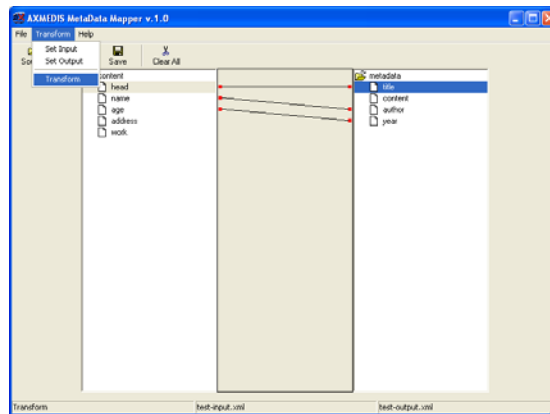 AXMEDIS MetaData Mapper v.1.0
File Transform Help
Set Input
Set Output
Transform
Save
Clear All
content
head
name
age
address
work
metadata
title
content
author
year
Transform
test-input.xml
test-output.xml